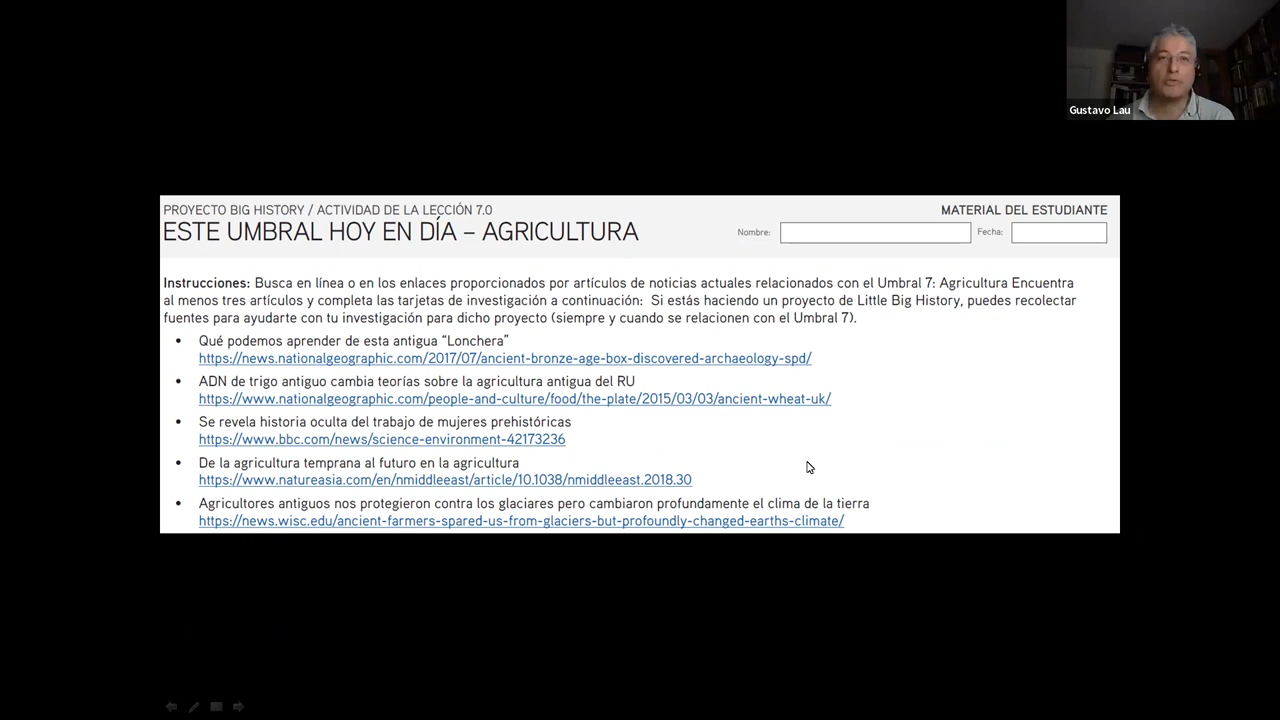 Gustavo Lau
PROYECTO BIG HISTORY / ACTIVIDAD DE LA LECCIÓN 7.0
MATERIAL DEL ESTUDIANTE
ESTE UMBRAL HOY EN DÍA – AGRICULTURA
Nombre:
Fecha:
Instrucciones: Busca en línea o en los enlaces proporcionados por artículos de noticias actuales relacionados con el Umbral 7: Agricultura Encuentra
al menos tres artículos y completa las tarjetas de investigación a continuación: Si estás haciendo un proyecto de Little Big History, puedes recolectar
fuentes para ayudarte con tu investigación para dicho proyecto (siempre y cuando se relacionen con el Umbral 7).
• Qué podemos aprender de esta antigua “Lonchera”
https://news.nationalgeographic.com/2017/07/ancient-bronze-age-box-discovered-archaeology-spd/
• ADN de trigo antiguo cambia teorías sobre la agricultura antigua del RU
https://www.nationalgeographic.com/people-and-culture/food/the-plate/2015/03/03/ancient-wheat-uk/
• Se revela historia oculta del trabajo de mujeres prehistóricas
https://www.bbc.com/news/science-environment-42173236
• De la agricultura temprana al futuro en la agricultura
https://www.natureasia.com/en/nmiddleeast/article/10.1038/nmiddleeast.2018.30
• Agricultores antiguos nos protegieron contra los glaciares pero cambiaron profundamente el clima de la tierra
https://news.wisc.edu/ancient-farmers-spared-us-from-glaciers-but-profoundly-changed-earths-climate/